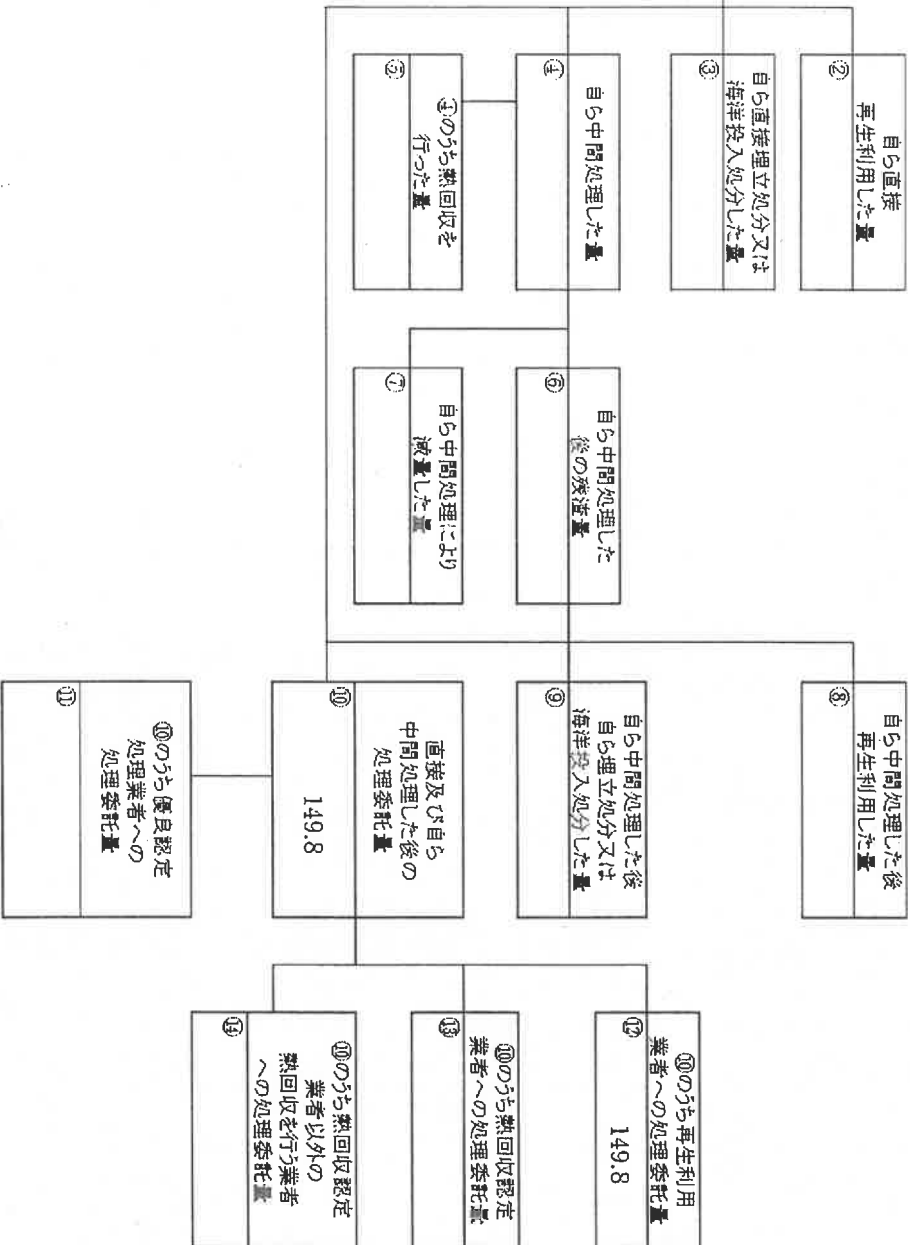 自ら直接
再生利用した量
②
自ら直接埋立処分又は
海洋投入処分した量
③
自ら中間処理した量
④
④のうち熱回収を
行った量
⑤
自ら中間処理した
後の残渣量
⑥
自ら中間処理により
減量した量
⑦
自ら中間処理した後
再生利用した量
⑧
自ら中間処理した後
自ら埋立処分又は
海洋投入処分した量
⑨
直接及び自ら
中間処理した後の
処理委託量
⑩
149.8
⑩のうち優良認定
処理業者への
処理委託量
⑪
⑩のうち再生利用
業者への処理委託量
⑫
149.8
⑩のうち熱回収認定
業者への処理委託量
⑬
⑩のうち熱回収認定
業者以外の
熱回収を行う業者
への処理委託量
⑭